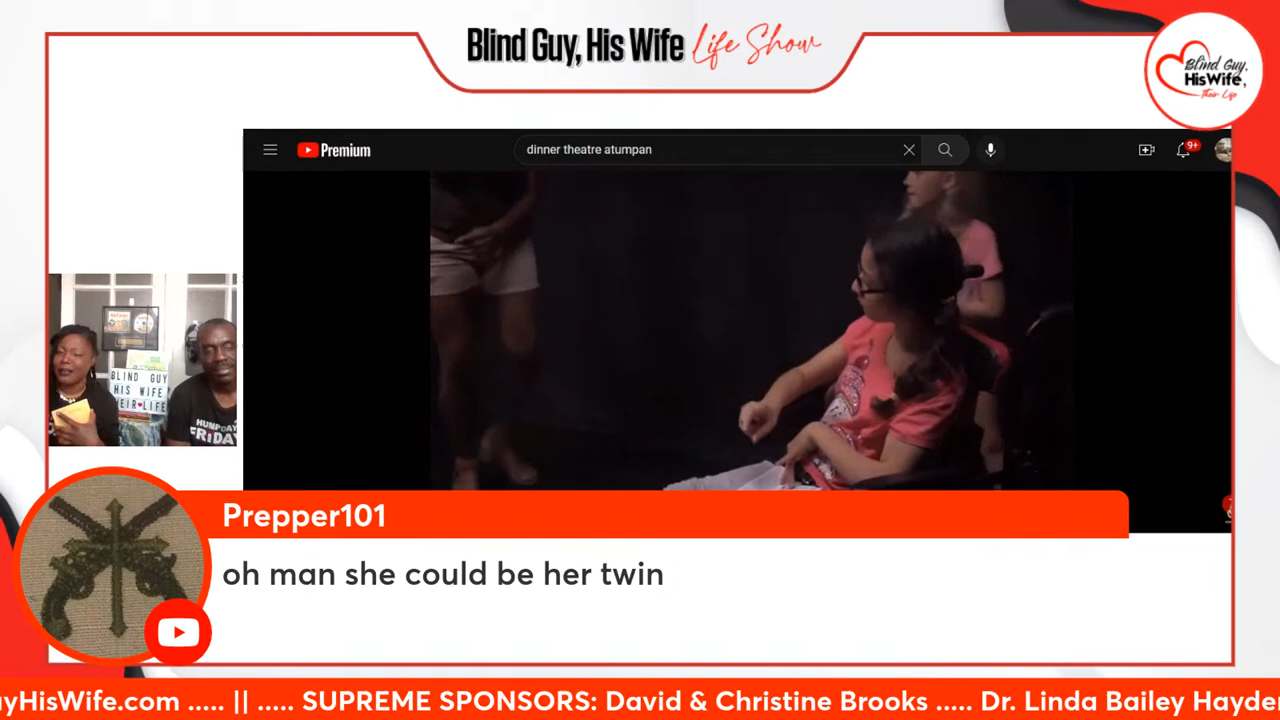 Blind Guy, His Wife Life Show
Blind Guy,
His Wife,
Their Life
Premium
dinner theatre atumpan
9+
BLIND GUY
HIS WIFE
EIR♥LIFE
HUMPDAY
FRIDAY
Prepper101
oh man she could be her twin
yHisWife.com ..... || ..... SUPREME SPONSORS: David & Christine Brooks ..... Dr. Linda Bailey Hayde